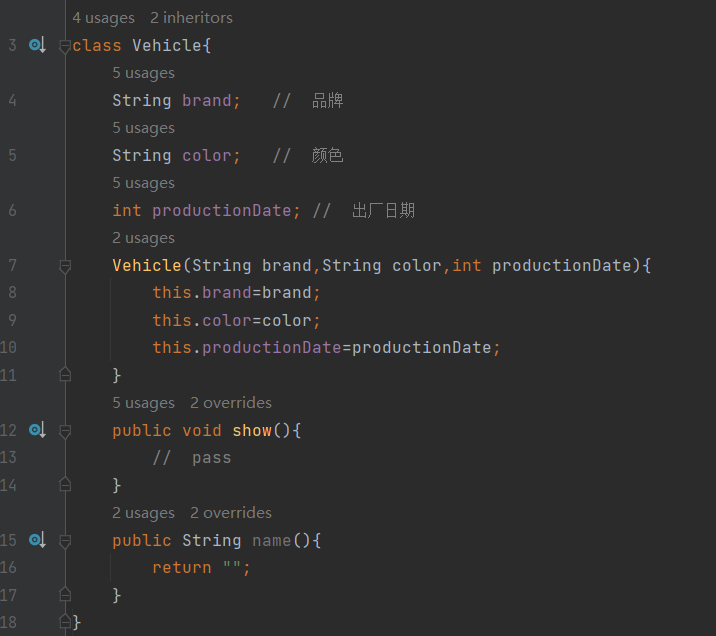 4 usages   2 inheritors
3 class Vehicle{
5 usages
4 String brand;   //  品牌
5 usages
5 String color;   //  颜色
5 usages
6 int productionDate; //  出厂日期
2 usages
7 Vehicle(String brand,String color,int productionDate){
8 this.brand=brand;
9 this.color=color;
10 this.productionDate=productionDate;
11 }
5 usages   2 overrides
12 public void show(){
13 //  pass
14 }
2 usages   2 overrides
15 public String name(){
16 return "";
17 }
18 }